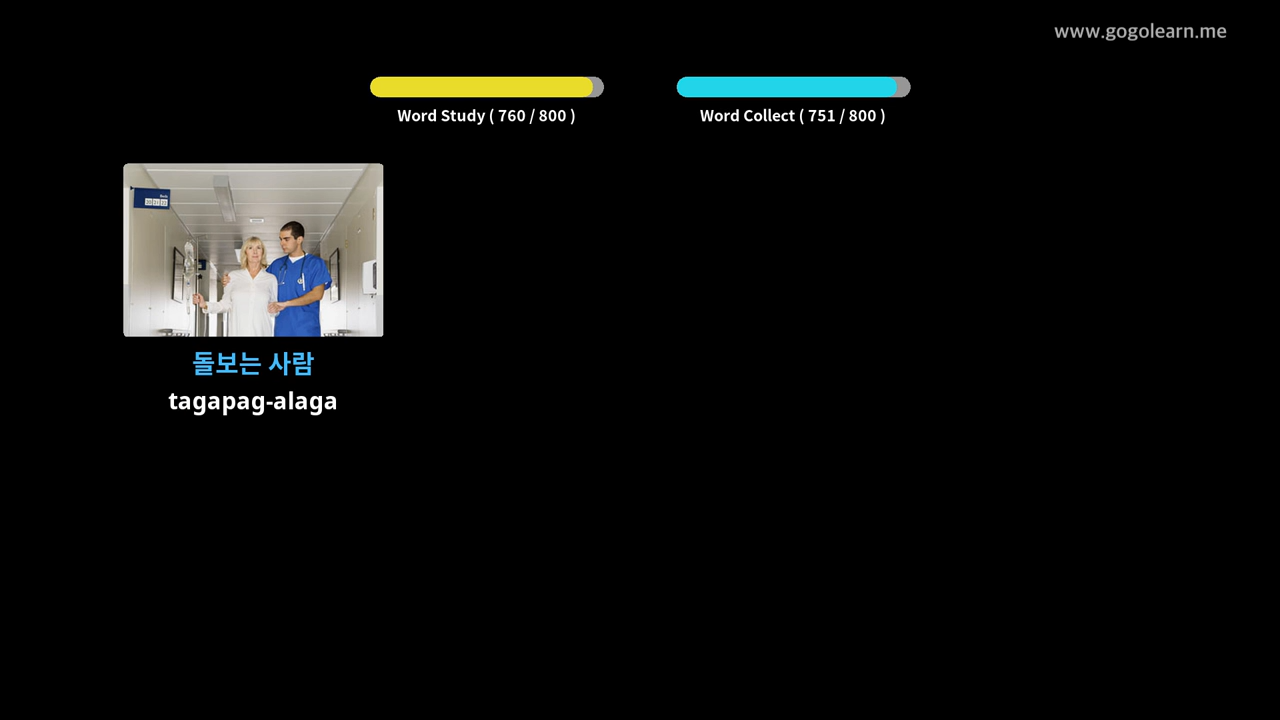 www.gogolearn.me
Word Study ( 760 / 800 )
Word Collect ( 751 / 800 )
돌보는 사람
tagapag-alaga